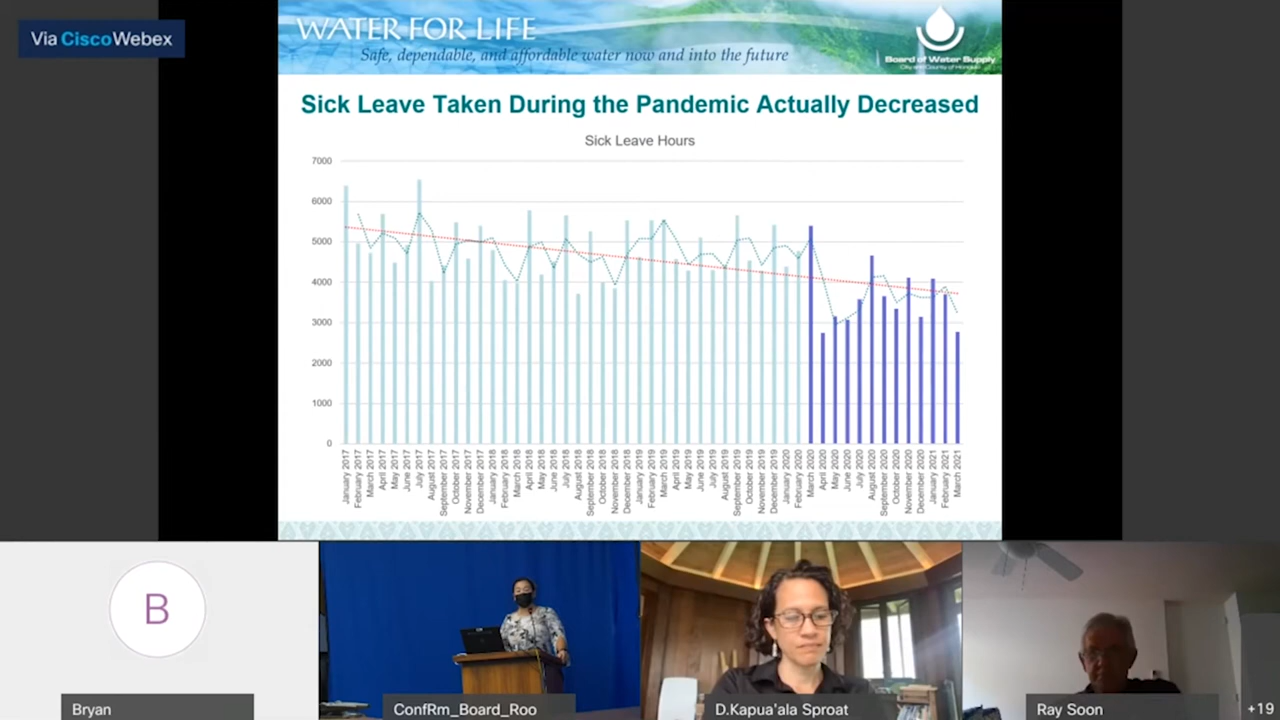 Via CiscoWebex
WATER FOR LIFE
Safe, dependable, and affordable water now and into the future
Board of Water Supply
City and County of Honolulu
Sick Leave Taken During the Pandemic Actually Decreased
Sick Leave Hours
7000
6000
5000
4000
3000
2000
1000
0
January 2017
February 2017
March 2017
April 2017
May 2017
June 2017
July 2017
August 2017
September 2017
October 2017
November 2017
December 2017
January 2018
February 2018
March 2018
April 2018
May 2018
June 2018
July 2018
August 2018
September 2018
October 2018
November 2018
December 2018
January 2019
February 2019
March 2019
April 2019
May 2019
June 2019
July 2019
August 2019
September 2019
October 2019
November 2019
December 2019
January 2020
February 2020
March 2020
April 2020
May 2020
June 2020
July 2020
August 2020
September 2020
October 2020
November 2020
December 2020
January 2021
February 2021
March 2021
B
Bryan
ConfRm_Board_Roo
D.Kapua'ala Sproat
Ray Soon
+19